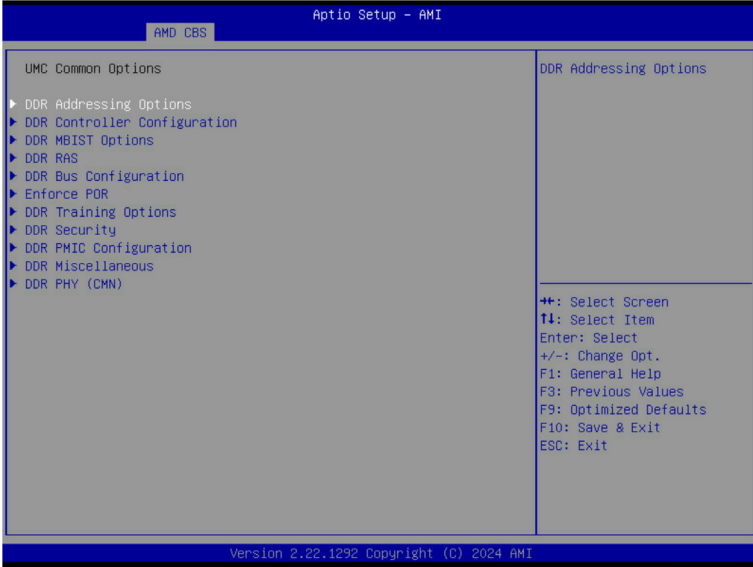 Aptio Setup – AMI
AMD CBS
UMC Common Options
DDR Addressing Options
DDR Controller Configuration
DDR MBIST Options
DDR RAS
DDR Bus Configuration
Enforce POR
DDR Training Options
DDR Security
DDR PMIC Configuration
DDR Miscellaneous
DDR PHY (CMN)
DDR Addressing Options
→←: Select Screen
↑↓: Select Item
Enter: Select
+/-: Change Opt.
F1: General Help
F3: Previous Values
F9: Optimized Defaults
F10: Save & Exit
ESC: Exit
Version 2.22.1292 Copyright (C) 2024 AMI